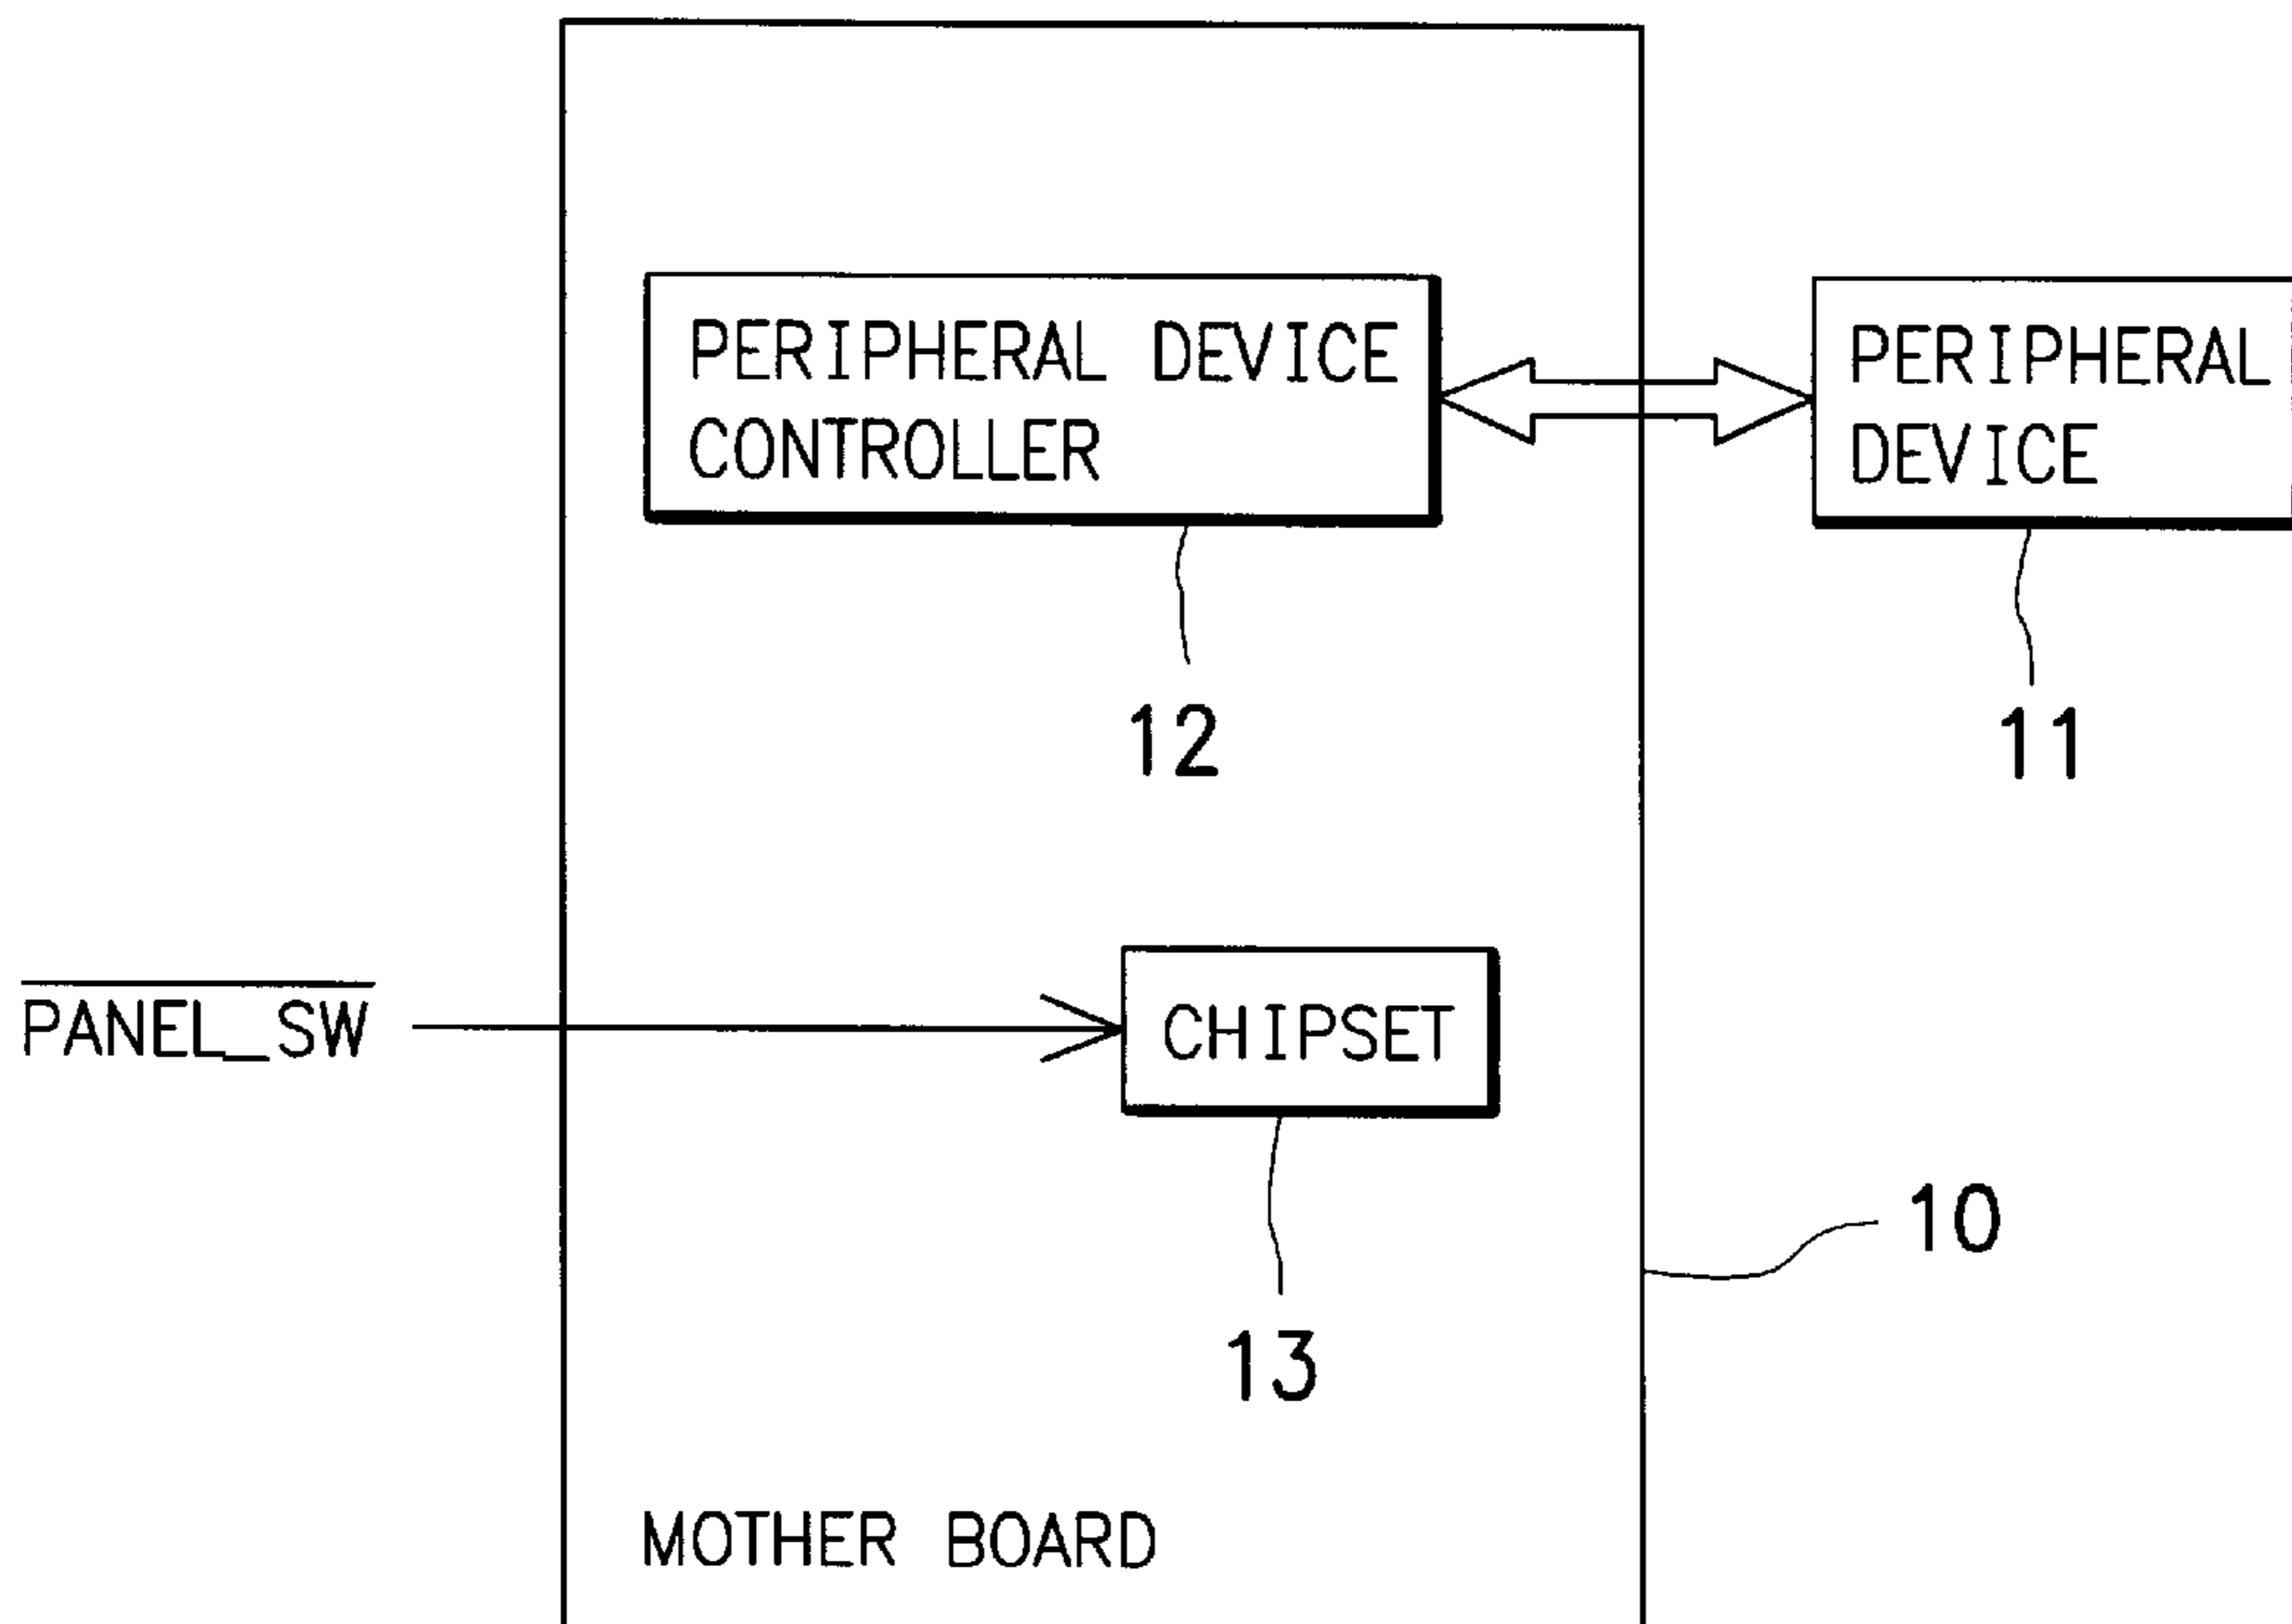 PERIPHERAL DEVICE
CONTROLLER
PERIPHERAL
DEVICE
12
11
PANEL_SW
CHIPSET
10
13
MOTHER BOARD